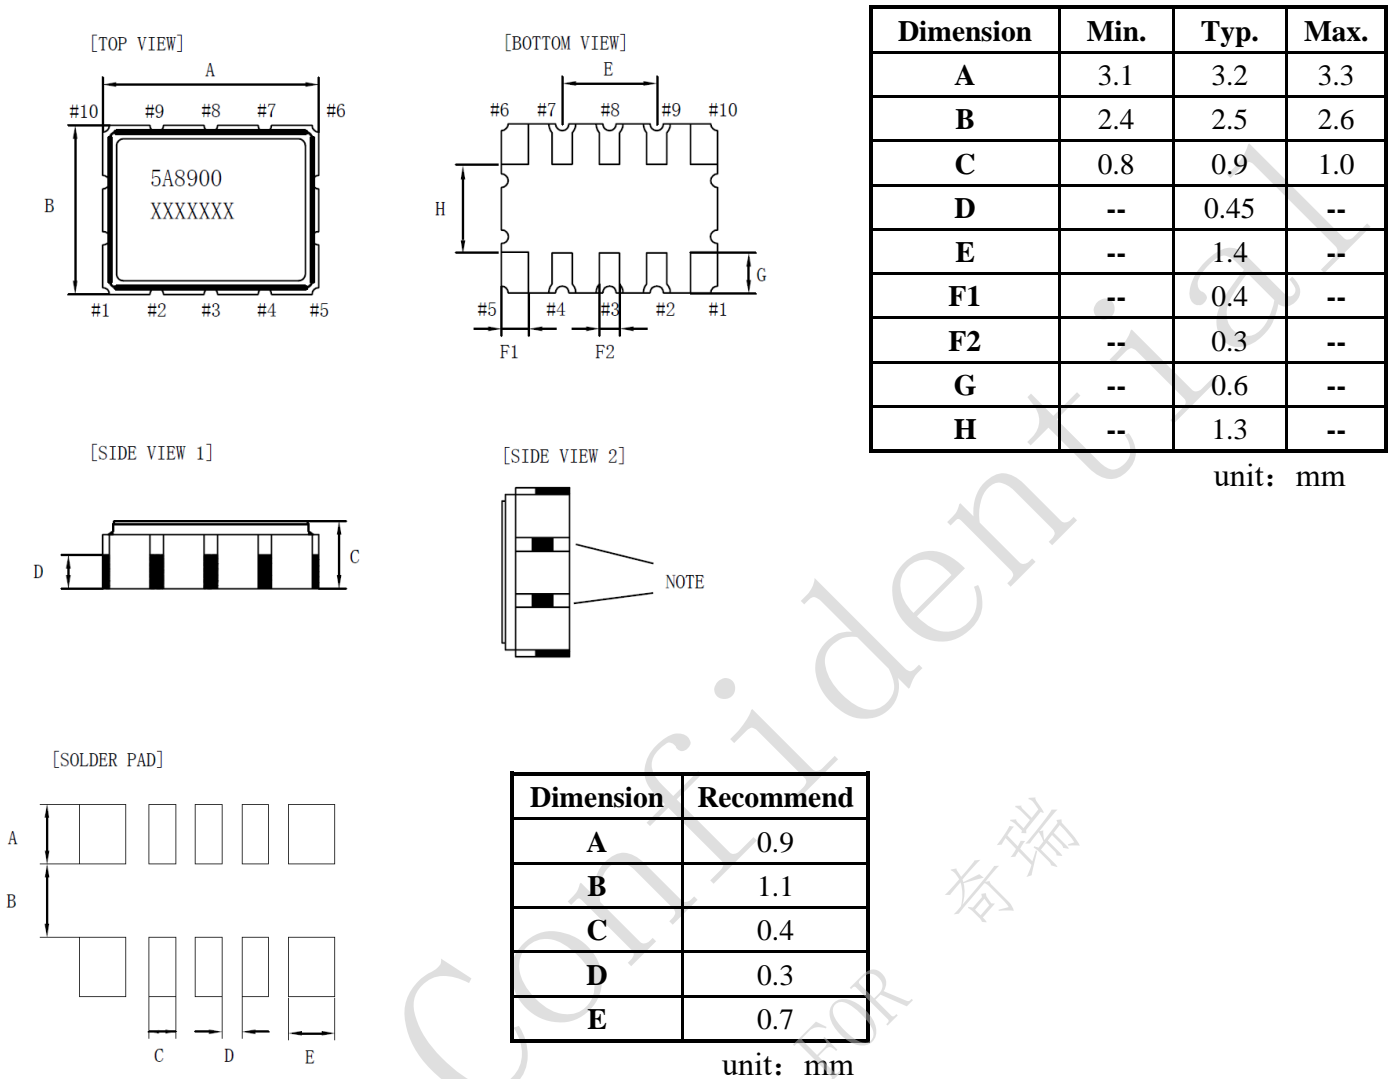 [TOP VIEW]
A
#10 #9 #8 #7 #6
B
5A8900
XXXXXXX
#1 #2 #3 #4 #5
[BOTTOM VIEW]
E
#6 #7 #8 #9 #10
H
G
#5 #4 #3 #2 #1
F1 F2
Dimension Min. Typ. Max.
A 3.1 3.2 3.3
B 2.4 2.5 2.6
C 0.8 0.9 1.0
D -- 0.45 --
E -- 1.4 --
F1 -- 0.4 --
F2 -- 0.3 --
G -- 0.6 --
H -- 1.3 --
unit：mm
[SIDE VIEW 1]
D
C
[SIDE VIEW 2]
NOTE
[SOLDER PAD]
A
B
C D E
Dimension Recommend
A 0.9
B 1.1
C 0.4
D 0.3
E 0.7
unit：mm
Confidential
FOR 奇瑞